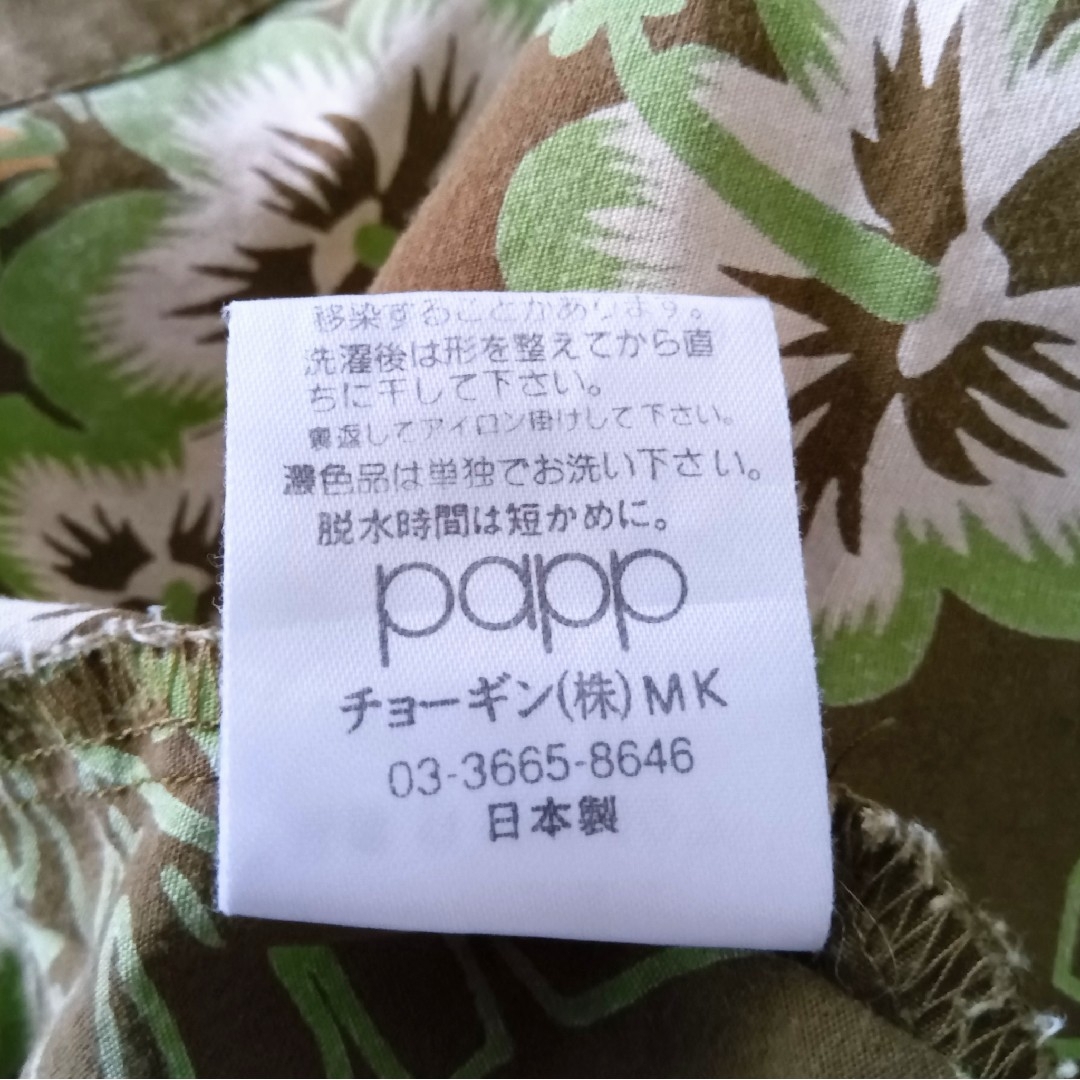 移染することがあります。
洗濯後は形を整えてから直
ちに干して下さい。
裏返してアイロン掛けして下さい。
濃色品は単独でお洗い下さい。
脱水時間は短かめに。
papp
チョーギン(株)MK
03-3665-8646
日本製